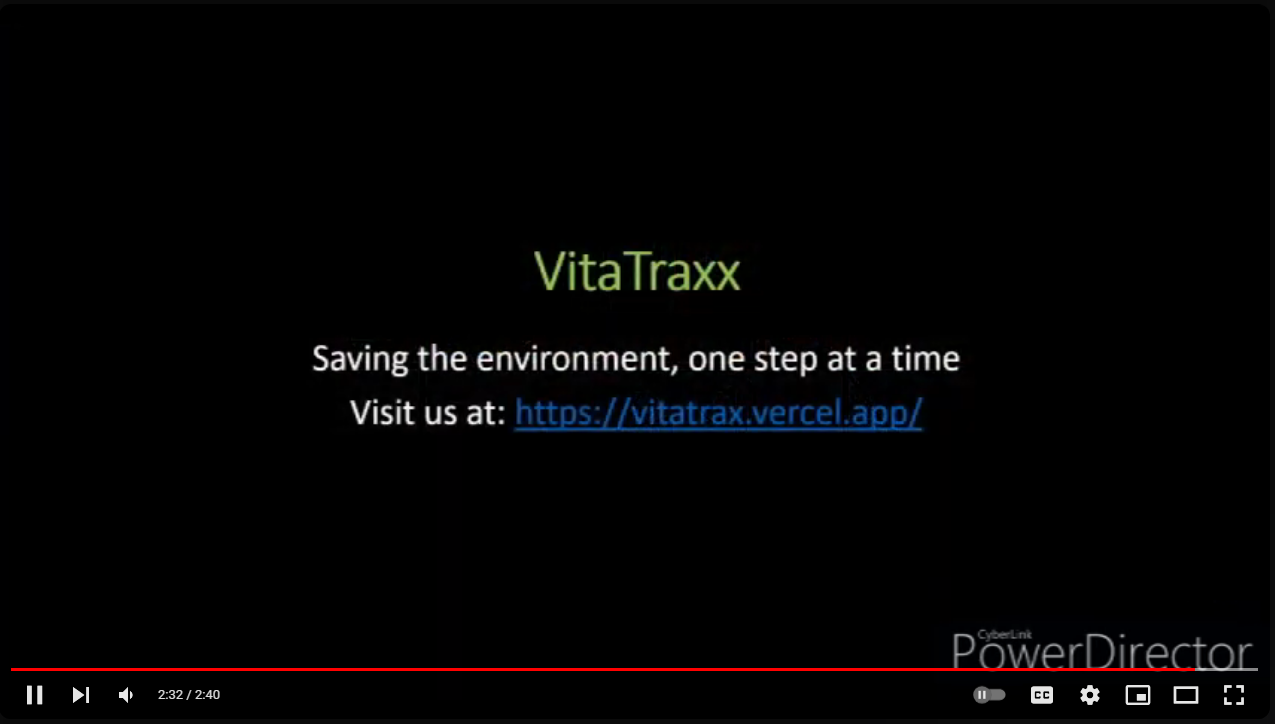 VitaTraxx
Saving the environment, one step at a time
Visit us at: https://vitatrax.vercel.app/
CyberLink
PowerDirector
2:32 / 2:40
CC